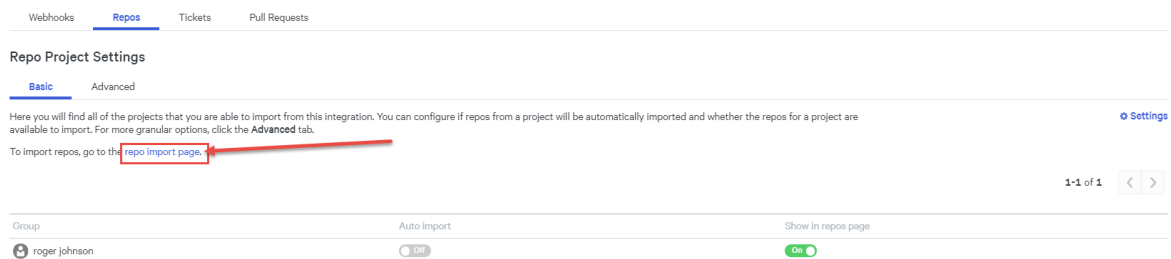 Webhooks Repos Tickets Pull Requests
Repo Project Settings
Basic Advanced
Here you will find all of the projects that you are able to import from this integration. You can configure if repos from a project will be automatically imported and whether the repos for a project are
Settings
available to import. For more granular options, click the Advanced tab.
To import repos, go to the repo import page.
1-1 of 1
Group Auto import Show in repos page
roger johnson Off On